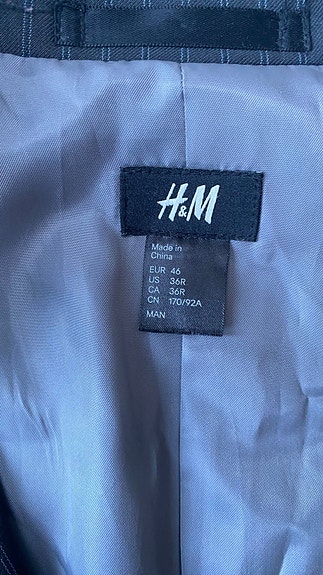 H&M
Made in
China
EUR 46
US 36R
CA 36R
CN 170/92A
MAN